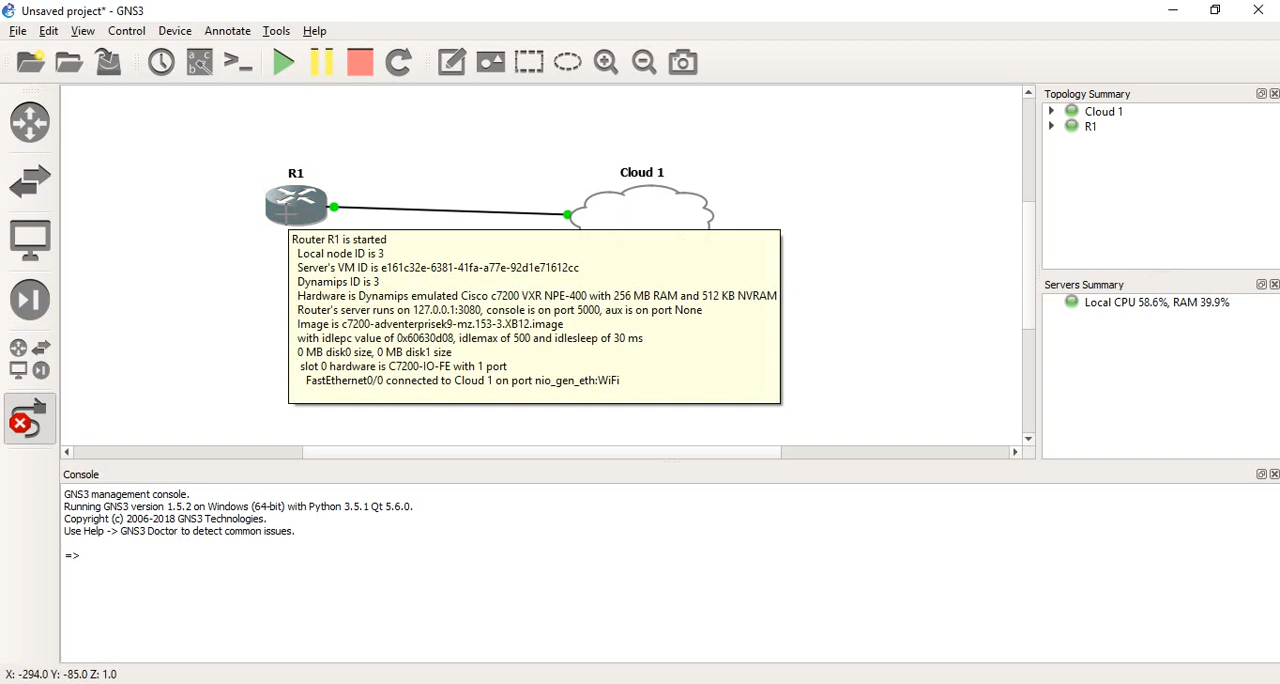 Unsaved project* - GNS3
File Edit View Control Device Annotate Tools Help
R1
Cloud 1
Router R1 is started
Local node ID is 3
Server's VM ID is e161c32e-6381-41fa-a77e-92d1e71612cc
Dynamips ID is 3
Hardware is Dynamips emulated Cisco c7200 VXR NPE-400 with 256 MB RAM and 512 KB NVRAM
Router's server runs on 127.0.0.1:3080, console is on port 5000, aux is on port None
Image is c7200-adventerprisek9-mz.153-3.XB12.image
with idlepc value of 0x60630d08, idlemax of 500 and idlesleep of 30 ms
0 MB disk0 size, 0 MB disk1 size
slot 0 hardware is C7200-IO-FE with 1 port
FastEthernet0/0 connected to Cloud 1 on port nio_gen_eth:WiFi
Topology Summary
Cloud 1
R1
Servers Summary
Local CPU 58.6%, RAM 39.9%
Console
GNS3 management console.
Running GNS3 version 1.5.2 on Windows (64-bit) with Python 3.5.1 Qt 5.6.0.
Copyright (c) 2006-2018 GNS3 Technologies.
Use Help -> GNS3 Doctor to detect common issues.
=>
X: -294.0 Y: -85.0 Z: 1.0